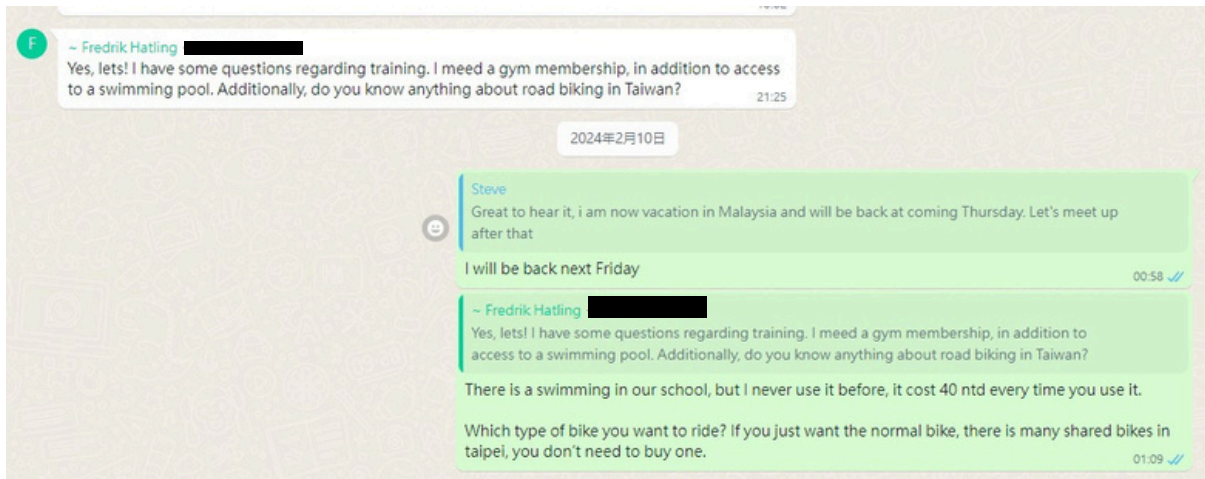 F
~ Fredrik Hatling
Yes, lets! I have some questions regarding training. I meed a gym membership, in addition to access
to a swimming pool. Additionally, do you know anything about road biking in Taiwan?
21:25
2024年2月10日
Steve
Great to hear it, i am now vacation in Malaysia and will be back at coming Thursday. Let's meet up
after that
I will be back next Friday
00:58
~ Fredrik Hatling
Yes, lets! I have some questions regarding training. I meed a gym membership, in addition to
access to a swimming pool. Additionally, do you know anything about road biking in Taiwan?
There is a swimming in our school, but I never use it before, it cost 40 ntd every time you use it.
Which type of bike you want to ride? If you just want the normal bike, there is many shared bikes in
taipei, you don't need to buy one.
01:09